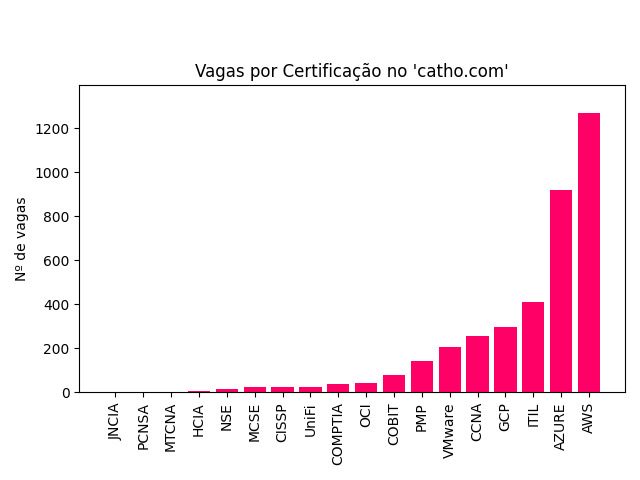 Vagas por Certificação no 'catho.com'
Nº de vagas
1200
1000
800
600
400
200
0
JNCIA
PCNSA
MTCNA
HCIA
NSE
MCSE
CISSP
UniFi
COMPTIA
OCI
COBIT
PMP
VMware
CCNA
GCP
ITIL
AZURE
AWS